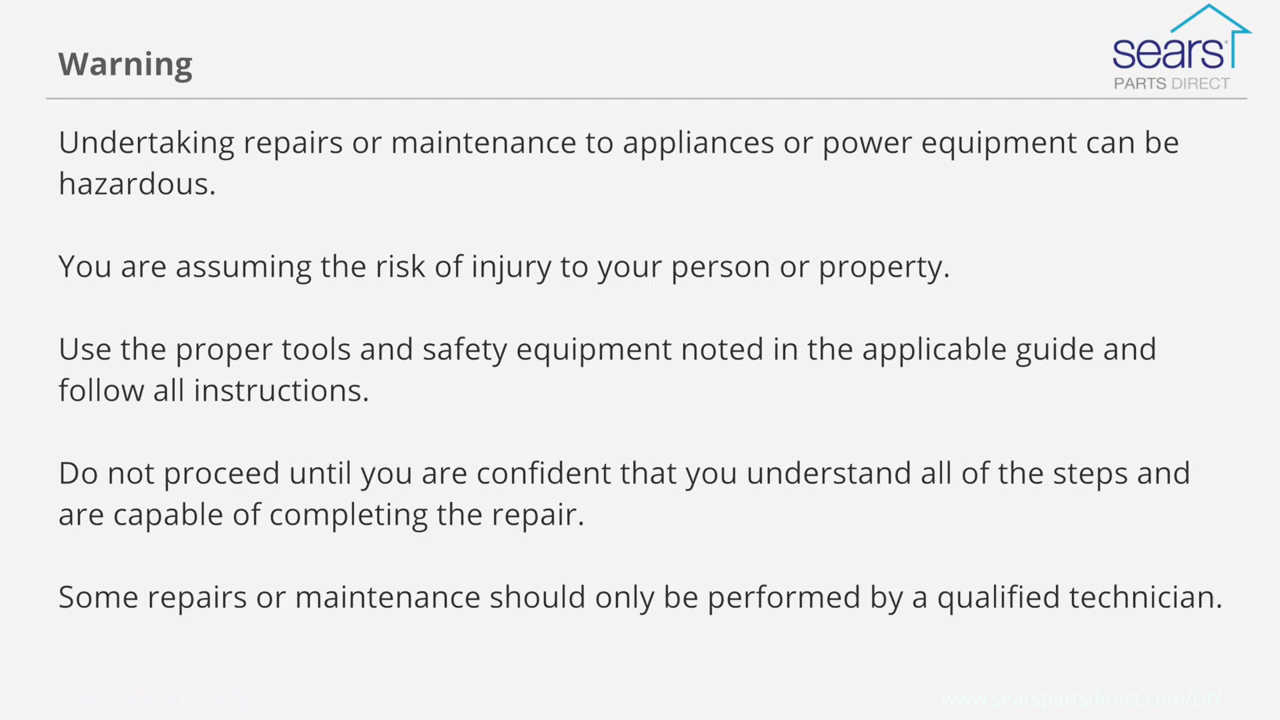 Warning
sears
PARTS DIRECT
Undertaking repairs or maintenance to appliances or power equipment can be
hazardous.
You are assuming the risk of injury to your person or property.
Use the proper tools and safety equipment noted in the applicable guide and
follow all instructions.
Do not proceed until you are confident that you understand all of the steps and
are capable of completing the repair.
Some repairs or maintenance should only be performed by a qualified technician.
www.searspartsdirect.com/DIY